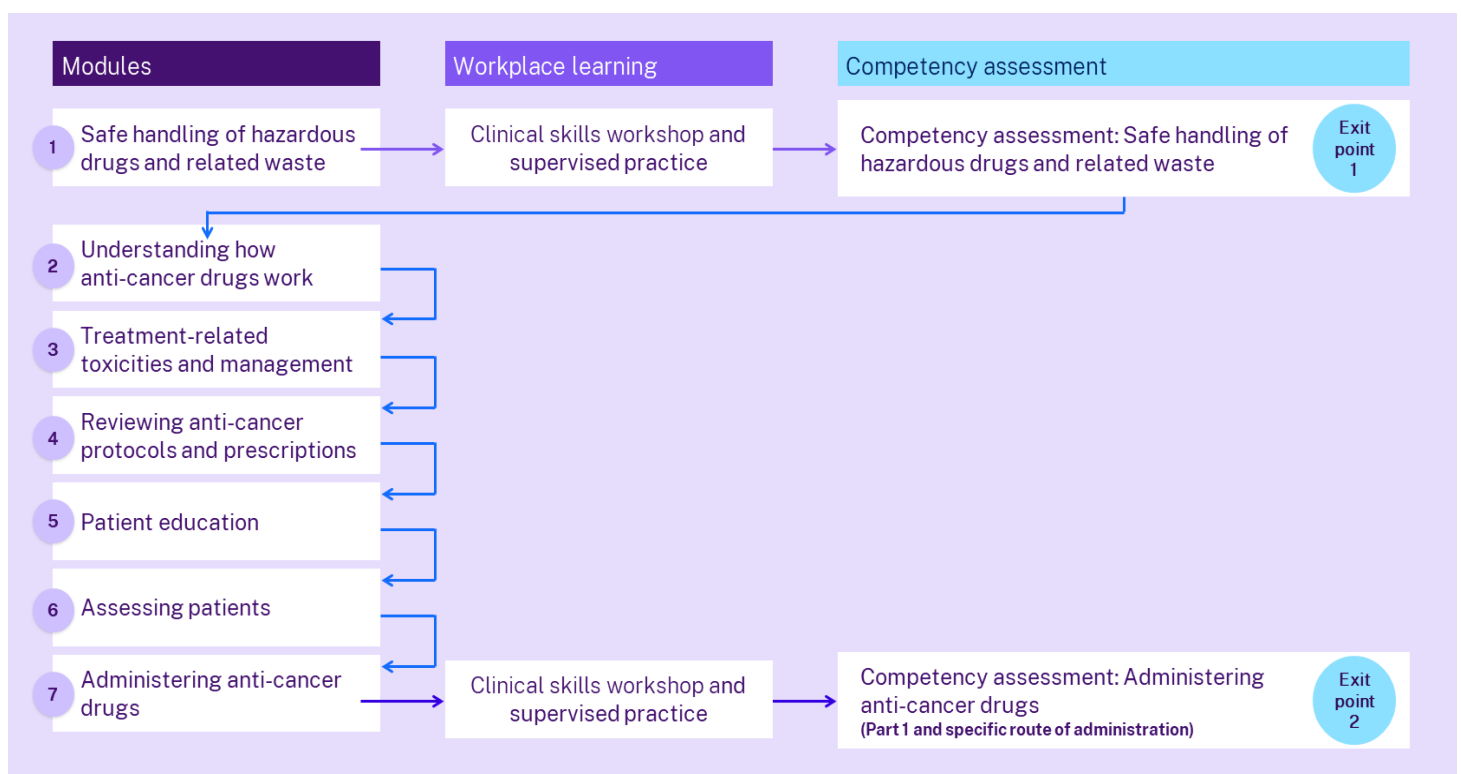 Modules
Workplace learning
Competency assessment
1
Safe handling of hazardous
drugs and related waste
Clinical skills workshop and
supervised practice
Competency assessment: Safe handling of
hazardous drugs and related waste
Exit
point
1
2
Understanding how
anti-cancer drugs work
3
Treatment-related
toxicities and management
4
Reviewing anti-cancer
protocols and prescriptions
5
Patient education
6
Assessing patients
7
Administering anti-cancer
drugs
Clinical skills workshop and
supervised practice
Competency assessment: Administering
anti-cancer drugs
(Part 1 and specific route of administration)
Exit
point
2